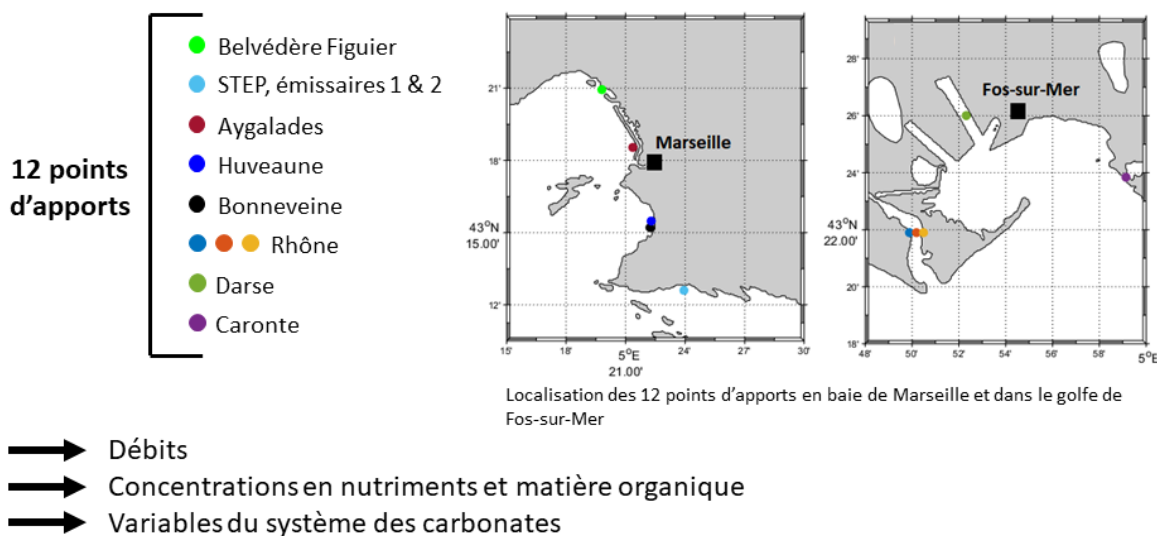 12 points
d'apports
Belvédère Figuier
STEP, émissaires 1 & 2
Aygalades
Huveaune
Bonneveine
Rhône
Darse
Caronte
Marseille
21'
18'
43°N
15.00'
12'
15' 18' 5°E 24' 27' 30'
21.00'
Fos-sur-Mer
28'
26'
24'
43°N
22.00'
20'
18'
48' 50' 52' 54' 56' 58' 5°E
Localisation des 12 points d'apports en baie de Marseille et dans le golfe de
Fos-sur-Mer
Débits
Concentrations en nutriments et matière organique
Variables du système des carbonates